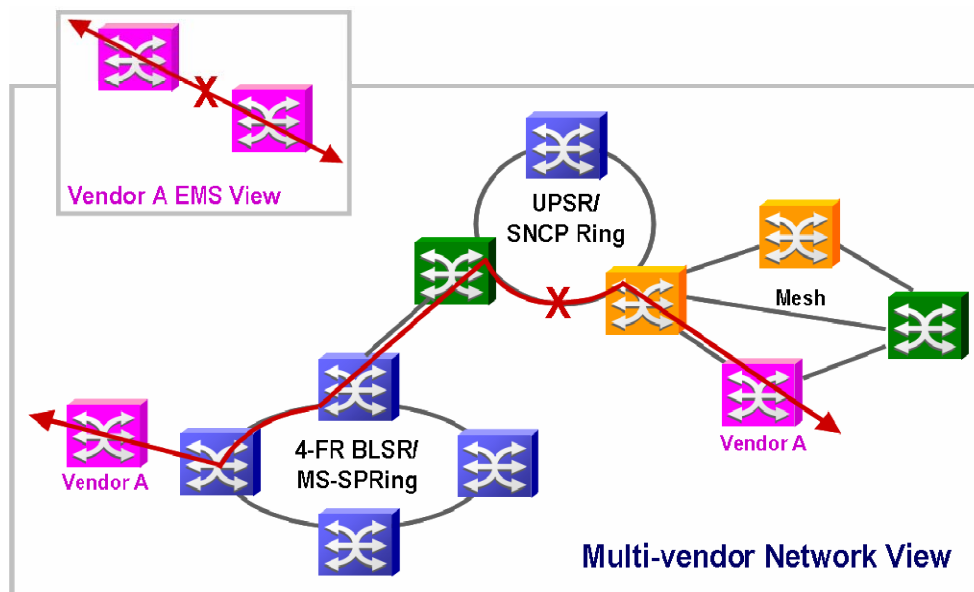 X
Vendor A EMS View
UPSR/
SNCP Ring
X
Mesh
Vendor A
4-FR BLSR/
MS-SPRing
Vendor A
Multi-vendor Network View